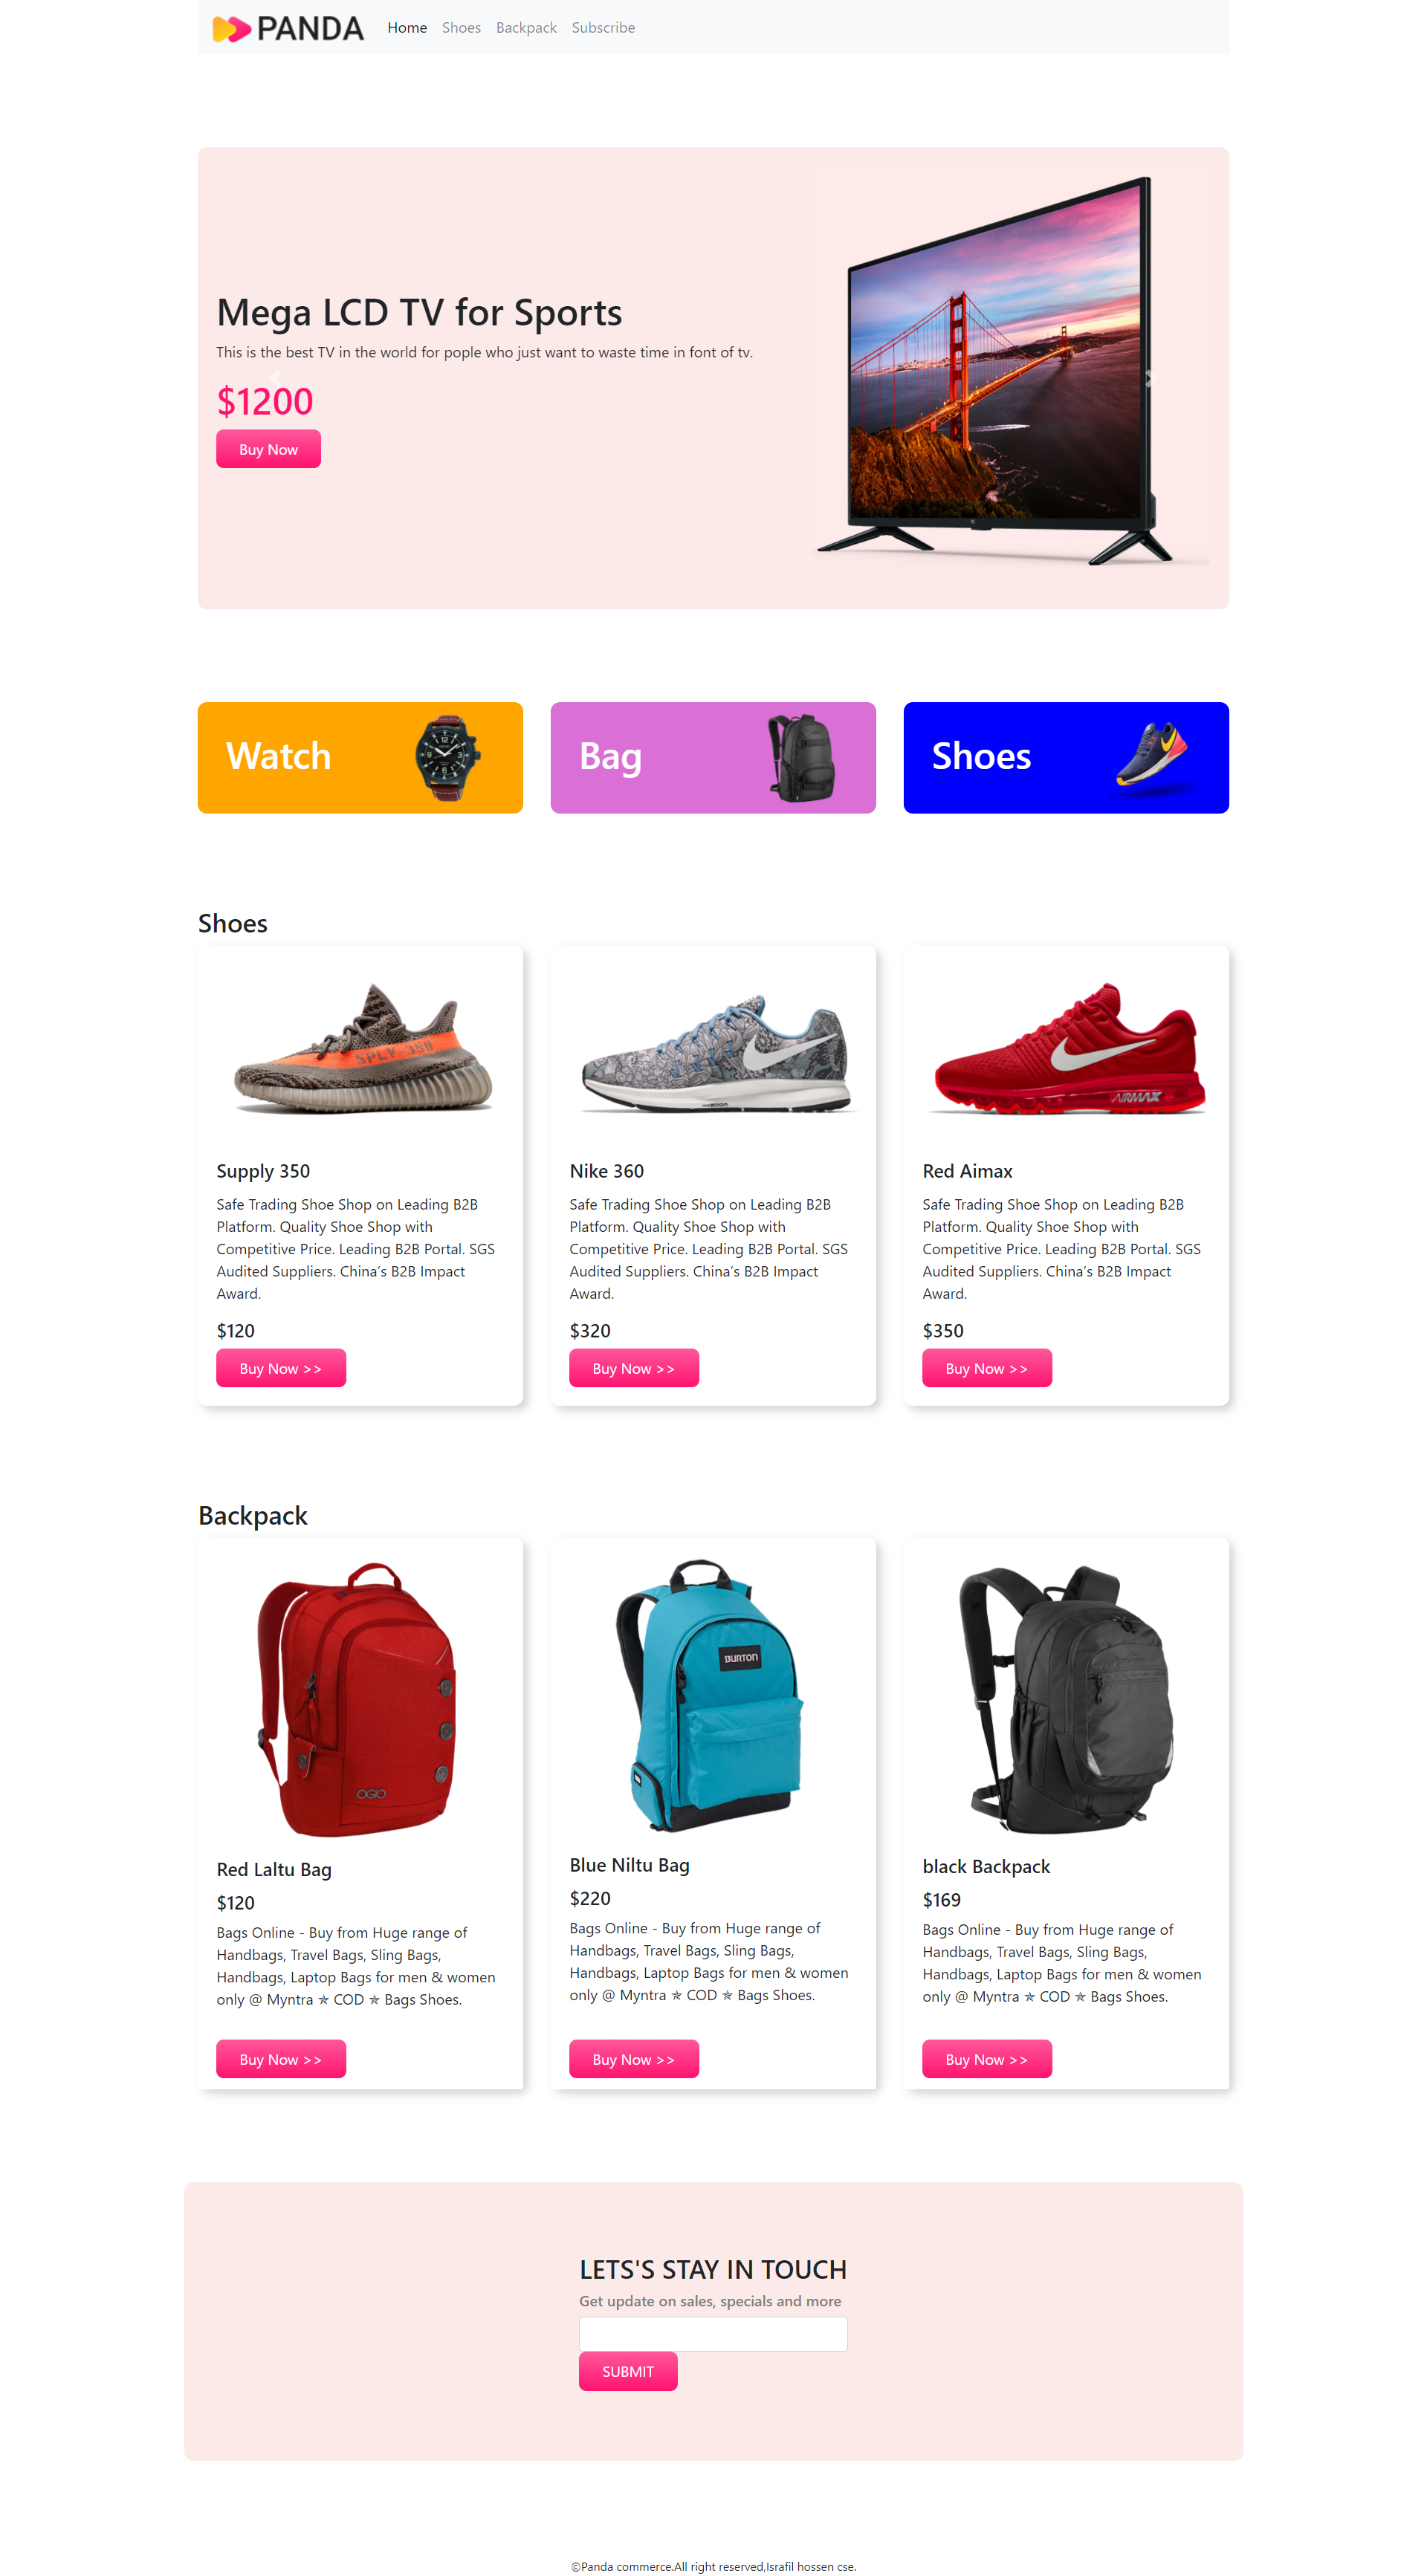 PANDA Home Shoes Backpack Subscribe
Mega LCD TV for Sports
This is the best TV in the world for pople who just want to waste time in font of tv.
$1200
Buy Now
Watch
Bag
Shoes
Shoes
SPLY-350
AIRMAX
Supply 350
Safe Trading Shoe Shop on Leading B2B
Platform. Quality Shoe Shop with
Competitive Price. Leading B2B Portal. SGS
Audited Suppliers. China's B2B Impact
Award.
$120
Buy Now >>
Nike 360
Safe Trading Shoe Shop on Leading B2B
Platform. Quality Shoe Shop with
Competitive Price. Leading B2B Portal. SGS
Audited Suppliers. China's B2B Impact
Award.
$320
Buy Now >>
Red Aimax
Safe Trading Shoe Shop on Leading B2B
Platform. Quality Shoe Shop with
Competitive Price. Leading B2B Portal. SGS
Audited Suppliers. China's B2B Impact
Award.
$350
Buy Now >>
Backpack
OGIO
Red Laltu Bag
$120
Bags Online - Buy from Huge range of
Handbags, Travel Bags, Sling Bags,
Handbags, Laptop Bags for men & women
only @ Myntra ✯ COD ✯ Bags Shoes.
Buy Now >>
BURTON
Blue Niltu Bag
$220
Bags Online - Buy from Huge range of
Handbags, Travel Bags, Sling Bags,
Handbags, Laptop Bags for men & women
only @ Myntra ✯ COD ✯ Bags Shoes.
Buy Now >>
black Backpack
$169
Bags Online - Buy from Huge range of
Handbags, Travel Bags, Sling Bags,
Handbags, Laptop Bags for men & women
only @ Myntra ✯ COD ✯ Bags Shoes.
Buy Now >>
LETS'S STAY IN TOUCH
Get update on sales, specials and more
SUBMIT
©Panda commerce.All right reserved,Israfil hossen cse.